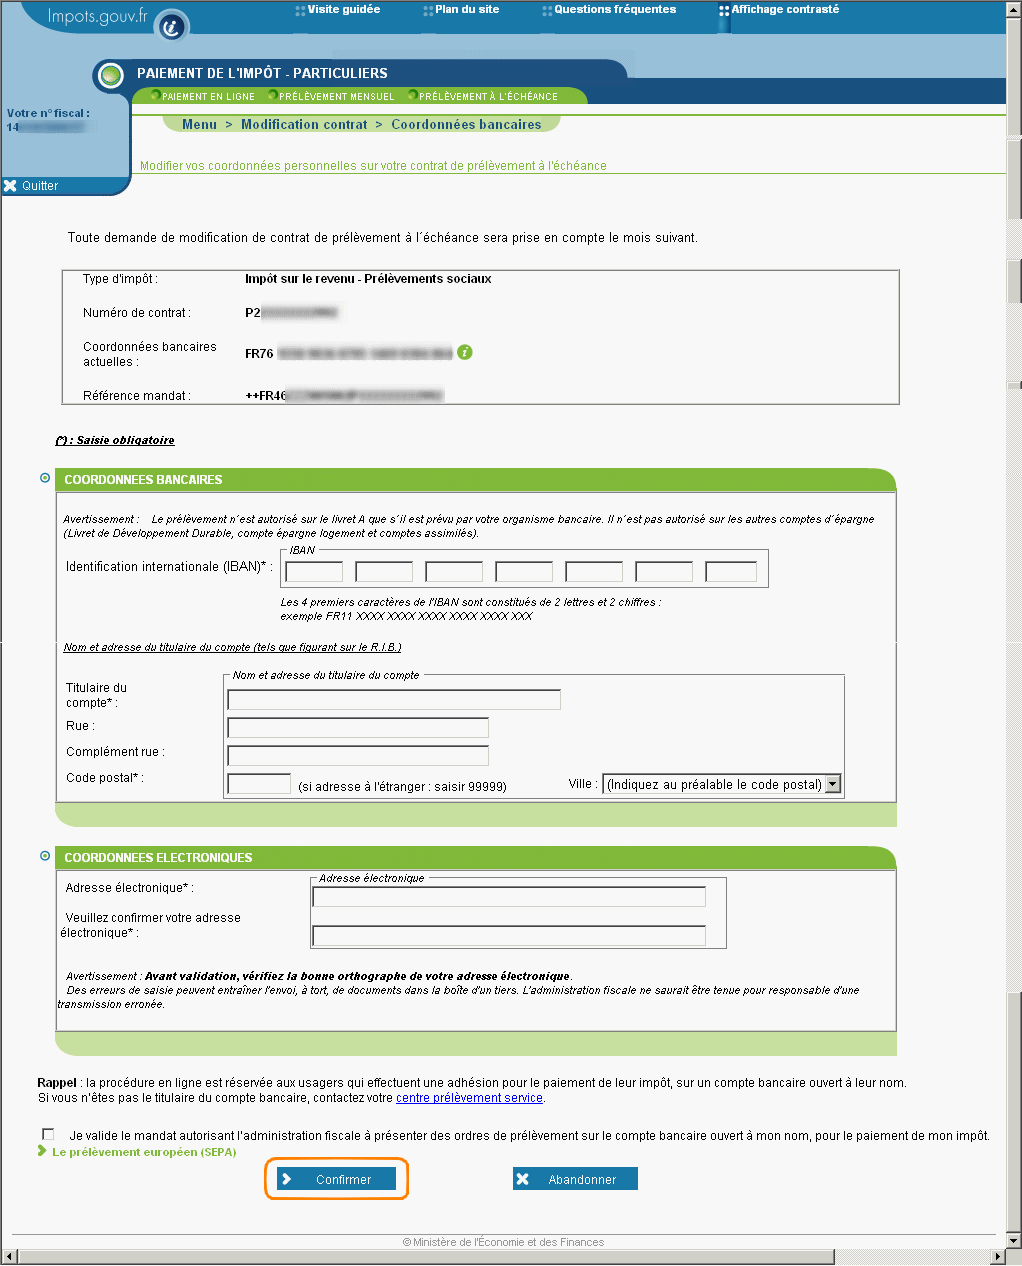 Impots.gouv.fr
Visite guidée
Plan du site
Questions fréquentes
Affichage contrasté
PAIEMENT DE L'IMPÔT - PARTICULIERS
PAIEMENT EN LIGNE
PRÉLÈVEMENT MENSUEL
PRÉLÈVEMENT À L'ÉCHÉANCE
Votre n° fiscal :
14
Menu > Modification contrat > Coordonnées bancaires
Modifier vos coordonnées personnelles sur votre contrat de prélèvement à l'échéance
Quitter
Toute demande de modification de contrat de prélèvement à l´échéance sera prise en compte le mois suivant.
Type d'impôt : Impôt sur le revenu - Prélèvements sociaux
Numéro de contrat : P2
Coordonnées bancaires
actuelles : FR76
Référence mandat : ++FR46
(*) : Saisie obligatoire
COORDONNEES BANCAIRES
Avertissement : Le prélèvement n´est autorisé sur le livret A que s´il est prévu par votre organisme bancaire. Il n´est pas autorisé sur les autres comptes d´épargne
(Livret de Développement Durable, compte épargne logement et comptes assimilés).
IBAN
Identification internationale (IBAN)* :
Les 4 premiers caractères de l'IBAN sont constitués de 2 lettres et 2 chiffres :
exemple FR11 XXXX XXXX XXXX XXXX XXXX XXX
Nom et adresse du titulaire du compte (tels que figurant sur le R.I.B.)
Nom et adresse du titulaire du compte
Titulaire du
compte* :
Rue :
Complément rue :
Code postal* : (si adresse à l'étranger : saisir 99999) Ville : (Indiquez au préalable le code postal)
COORDONNEES ELECTRONIQUES
Adresse électronique
Adresse électronique* :
Veuillez confirmer votre adresse
électronique* :
Avertissement : Avant validation, vérifiez la bonne orthographe de votre adresse électronique.
Des erreurs de saisie peuvent entraîner l'envoi, à tort, de documents dans la boîte d'un tiers. L'administration fiscale ne saurait être tenue pour responsable d'une
transmission erronée.
Rappel : la procédure en ligne est réservée aux usagers qui effectuent une adhésion pour le paiement de leur impôt, sur un compte bancaire ouvert à leur nom.
Si vous n'êtes pas le titulaire du compte bancaire, contactez votre centre prélèvement service.
Je valide le mandat autorisant l'administration fiscale à présenter des ordres de prélèvement sur le compte bancaire ouvert à mon nom, pour le paiement de mon impôt.
Le prélèvement européen (SEPA)
Confirmer
Abandonner
© Ministère de l'Économie et des Finances